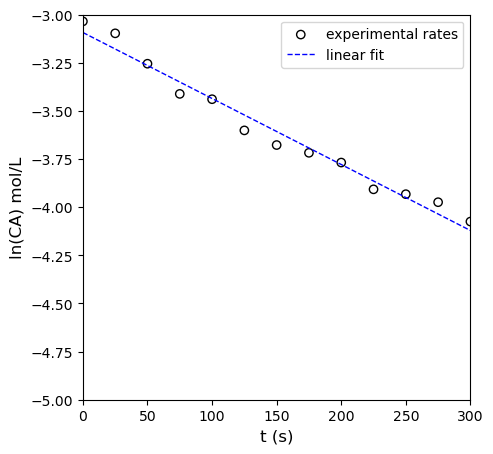 experimental rates
linear fit
ln(CA) mol/L
−3.00
−3.25
−3.50
−3.75
−4.00
−4.25
−4.50
−4.75
−5.00
0 50 100 150 200 250 300
t (s)